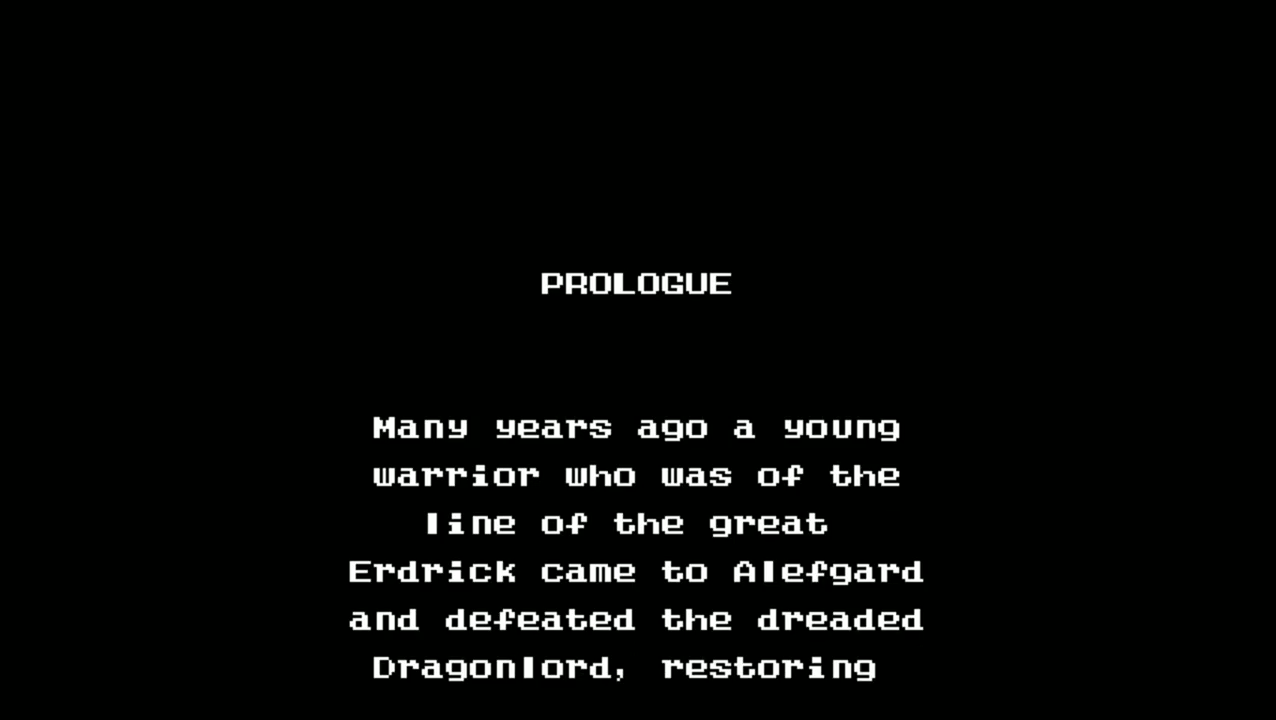 PROLOGUE
Many years ago a young
warrior who was of the
line of the great
Erdrick came to Alefgard
and defeated the dreaded
Dragonlord, restoring